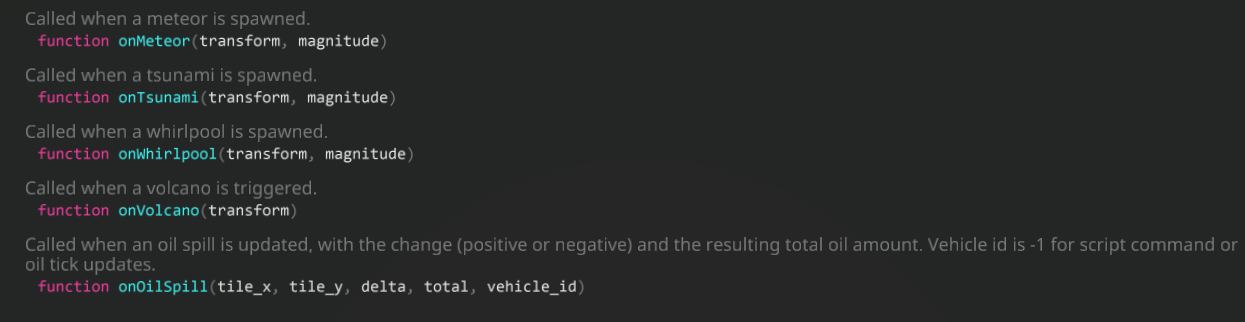 Called when a meteor is spawned.
function onMeteor(transform, magnitude)
Called when a tsunami is spawned.
function onTsunami(transform, magnitude)
Called when a whirlpool is spawned.
function onWhirlpool(transform, magnitude)
Called when a volcano is triggered.
function onVolcano(transform)
Called when an oil spill is updated, with the change (positive or negative) and the resulting total oil amount. Vehicle id is -1 for script command or
oil tick updates.
function onOilSpill(tile_x, tile_y, delta, total, vehicle_id)